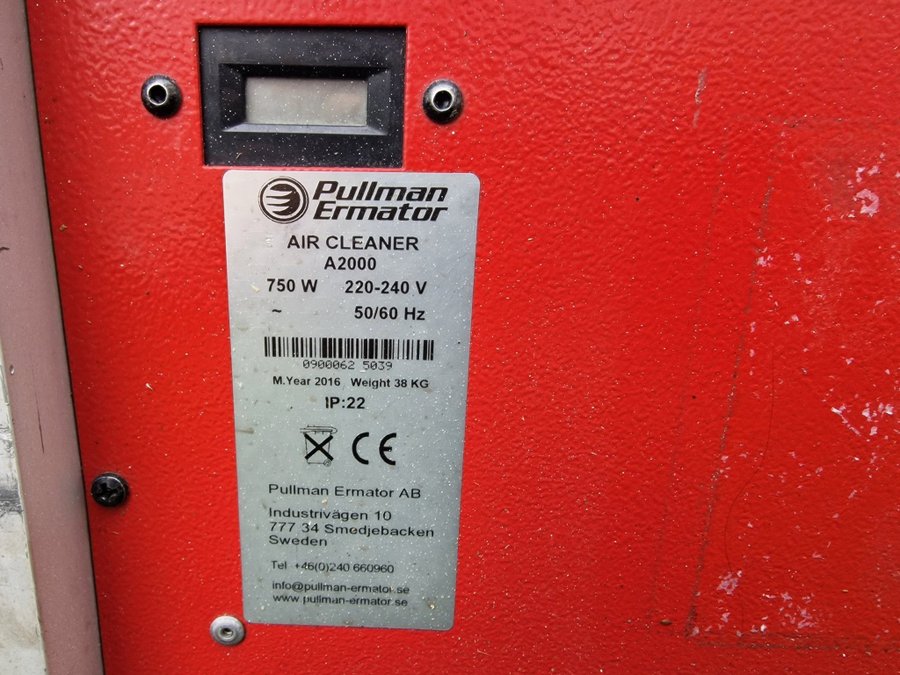 Pullman
Ermator
AIR CLEANER
A2000
750 W 220-240 V
~ 50/60 Hz
0900062 5039
M.Year 2016 Weight 38 KG
IP:22
CE
Pullman Ermator AB
Industrivägen 10
777 34 Smedjebacken
Sweden
Tel +46(0)240 660960
info@pullman-ermator.se
www.pullman-ermator.se